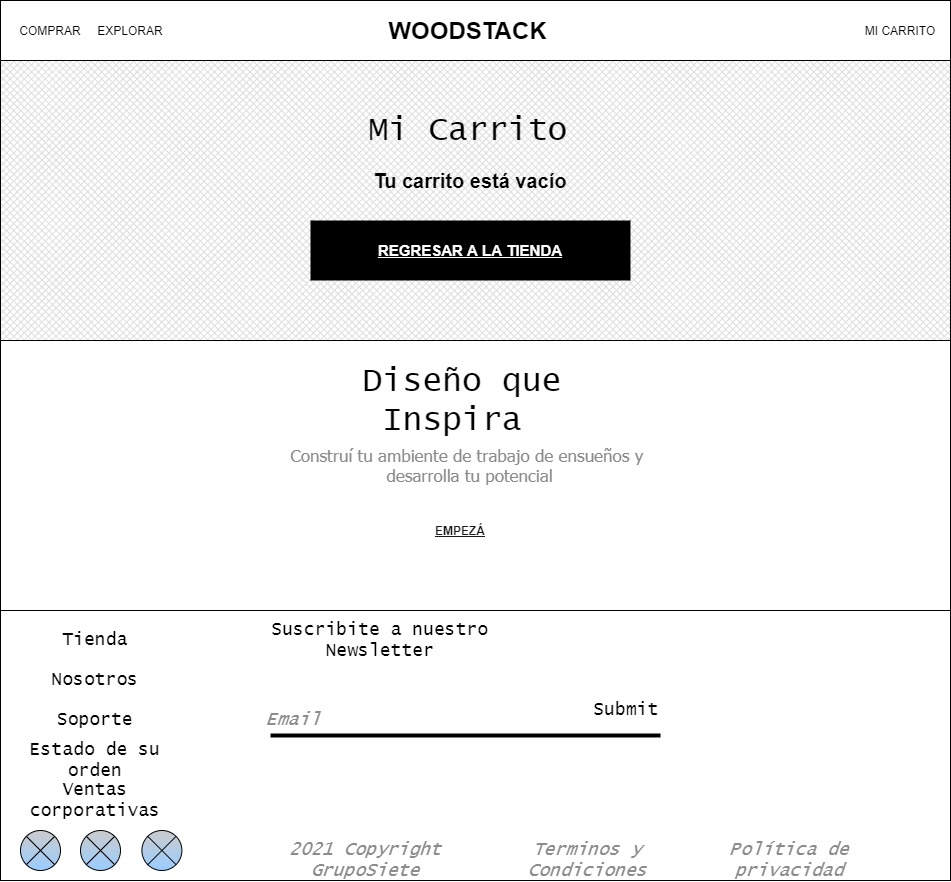 COMPRAR EXPLORAR WOODSTACK MI CARRITO
Mi Carrito
Tu carrito está vacío
REGRESAR A LA TIENDA
Diseño que
Inspira
Construí tu ambiente de trabajo de ensueños y
desarrolla tu potencial
EMPEZÁ
Tienda
Nosotros
Soporte
Estado de su
orden
Ventas
corporativas
Suscribite a nuestro
Newsletter
Email
Submit
2021 Copyright
GrupoSiete
Terminos y
Condiciones
Política de
privacidad